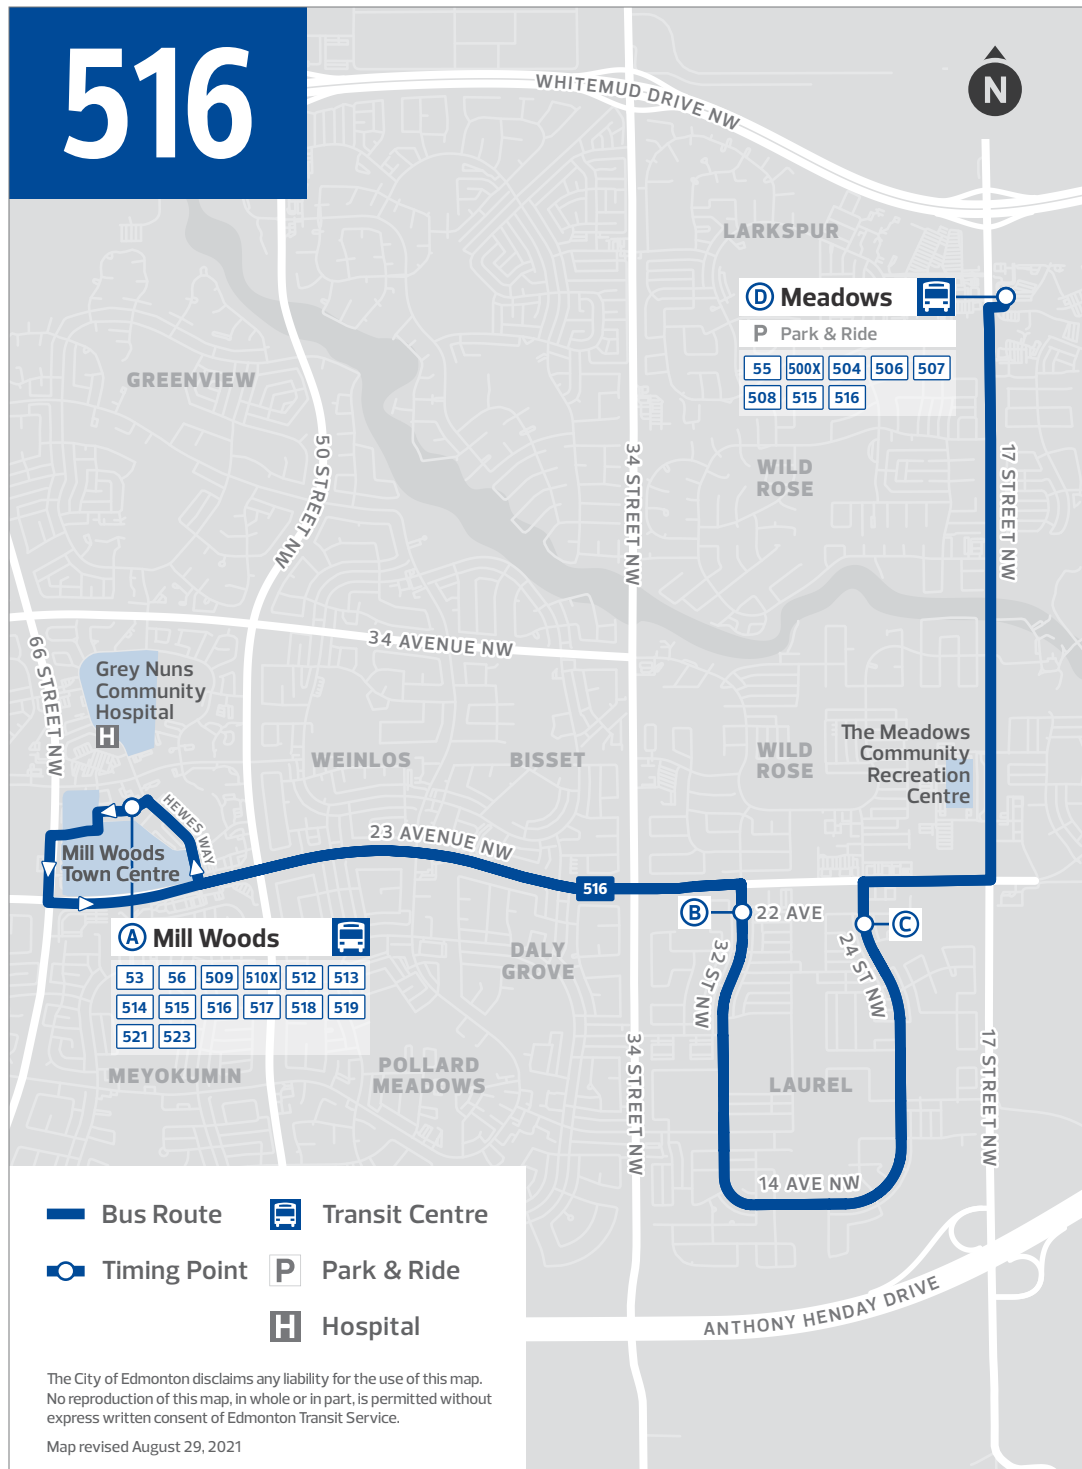 516
WHITEMUD DRIVE NW
N
LARKSPUR
D Meadows
P Park & Ride
55 500X 504 506 507
508 515 516
GREENVIEW
50 STREET NW
34 STREET NW
WILD
ROSE
17 STREET NW
34 AVENUE NW
66 STREET NW
Grey Nuns
Community
Hospital
H
WEINLOS
BISSET
WILD
ROSE
The Meadows
Community
Recreation
Centre
HEWES WAY
23 AVENUE NW
Mill Woods
Town Centre
516
B
22 AVE
C
A Mill Woods
53 56 509 510X 512 513
514 515 516 517 518 519
521 523
DALY
GROVE
32 ST NW
24 ST NW
MEYOKUMIN
POLLARD
MEADOWS
34 STREET NW
LAUREL
17 STREET NW
14 AVE NW
Bus Route
Transit Centre
Timing Point
P Park & Ride
H Hospital
ANTHONY HENDAY DRIVE
The City of Edmonton disclaims any liability for the use of this map.
No reproduction of this map, in whole or in part, is permitted without
express written consent of Edmonton Transit Service.
Map revised August 29, 2021